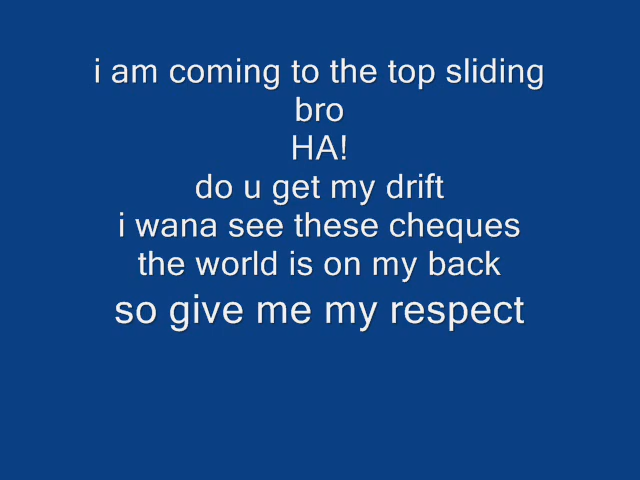 i am coming to the top sliding
bro
HA!
do u get my drift
i wana see these cheques
the world is on my back
so give me my respect